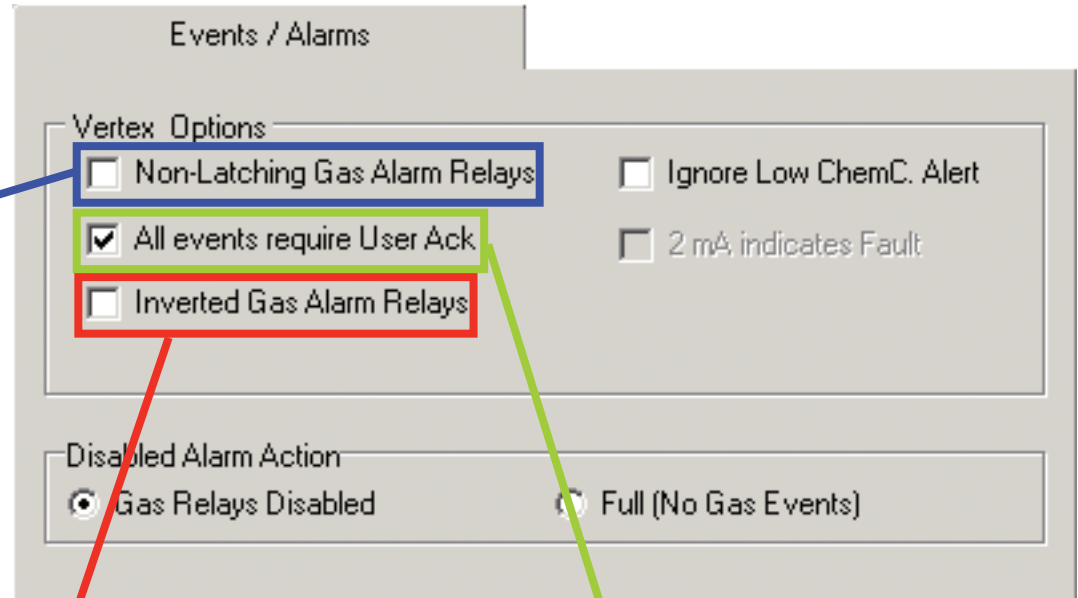 Events / Alarms
Vertex Options
Non-Latching Gas Alarm Relays
Ignore Low ChemC. Alert
All events require User Ack
2 mA indicates Fault
Inverted Gas Alarm Relays
Disabled Alarm Action
Gas Relays Disabled
Full (No Gas Events)